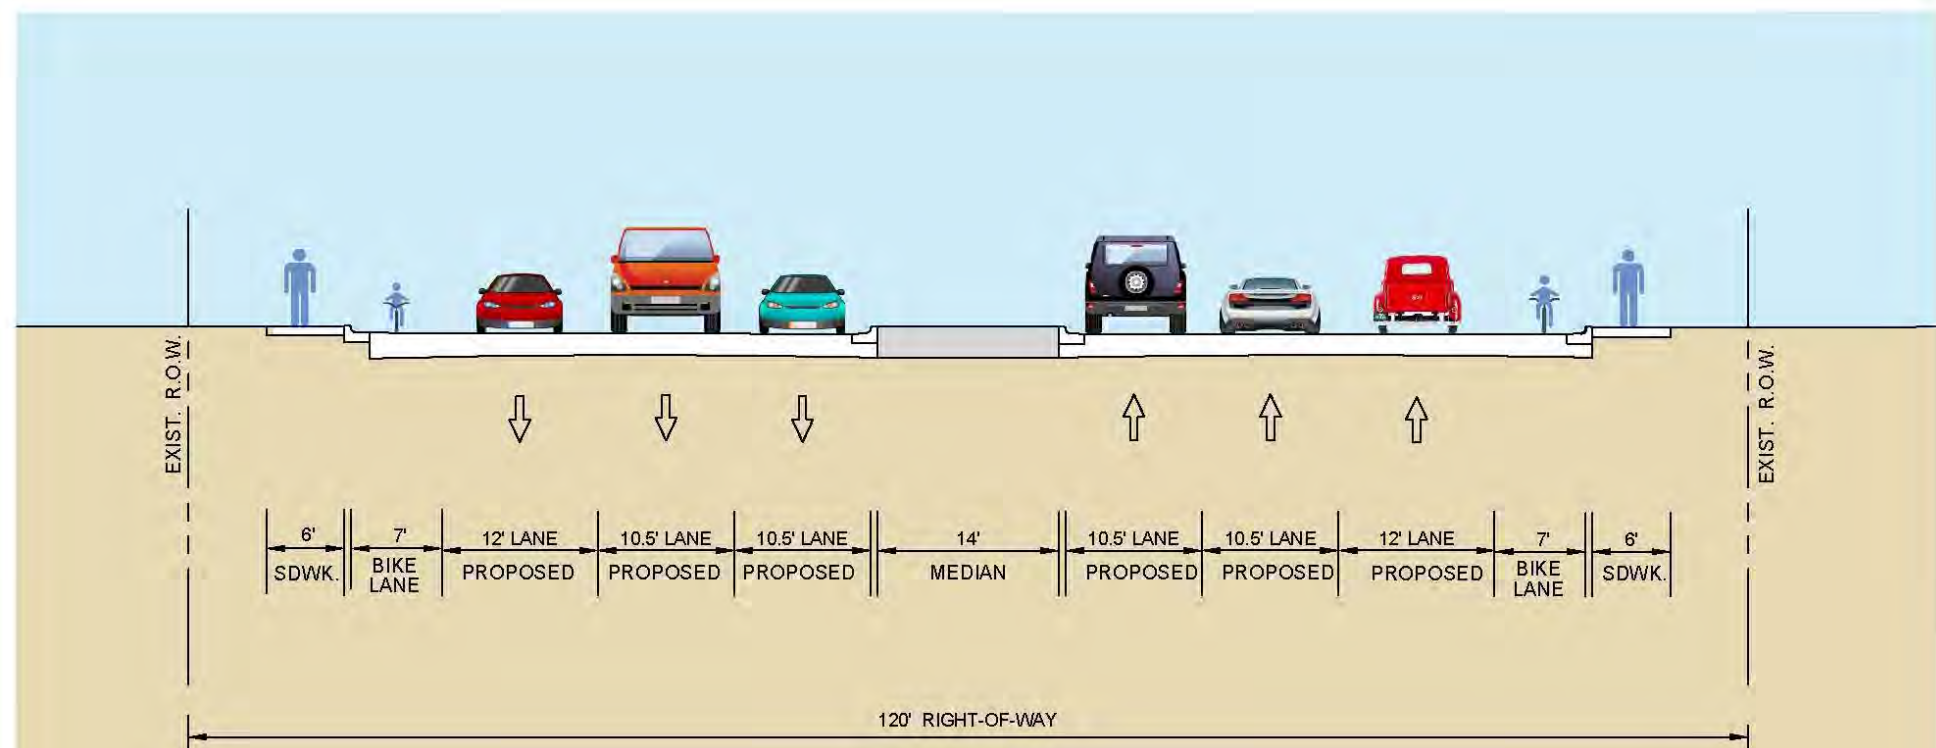 EXIST. R.O.W.
EXIST. R.O.W.
6'
SDWK.
7'
BIKE
LANE
12' LANE
PROPOSED
10.5' LANE
PROPOSED
10.5' LANE
PROPOSED
14'
MEDIAN
10.5' LANE
PROPOSED
10.5' LANE
PROPOSED
12' LANE
PROPOSED
7'
BIKE
LANE
6'
SDWK.
120' RIGHT-OF-WAY